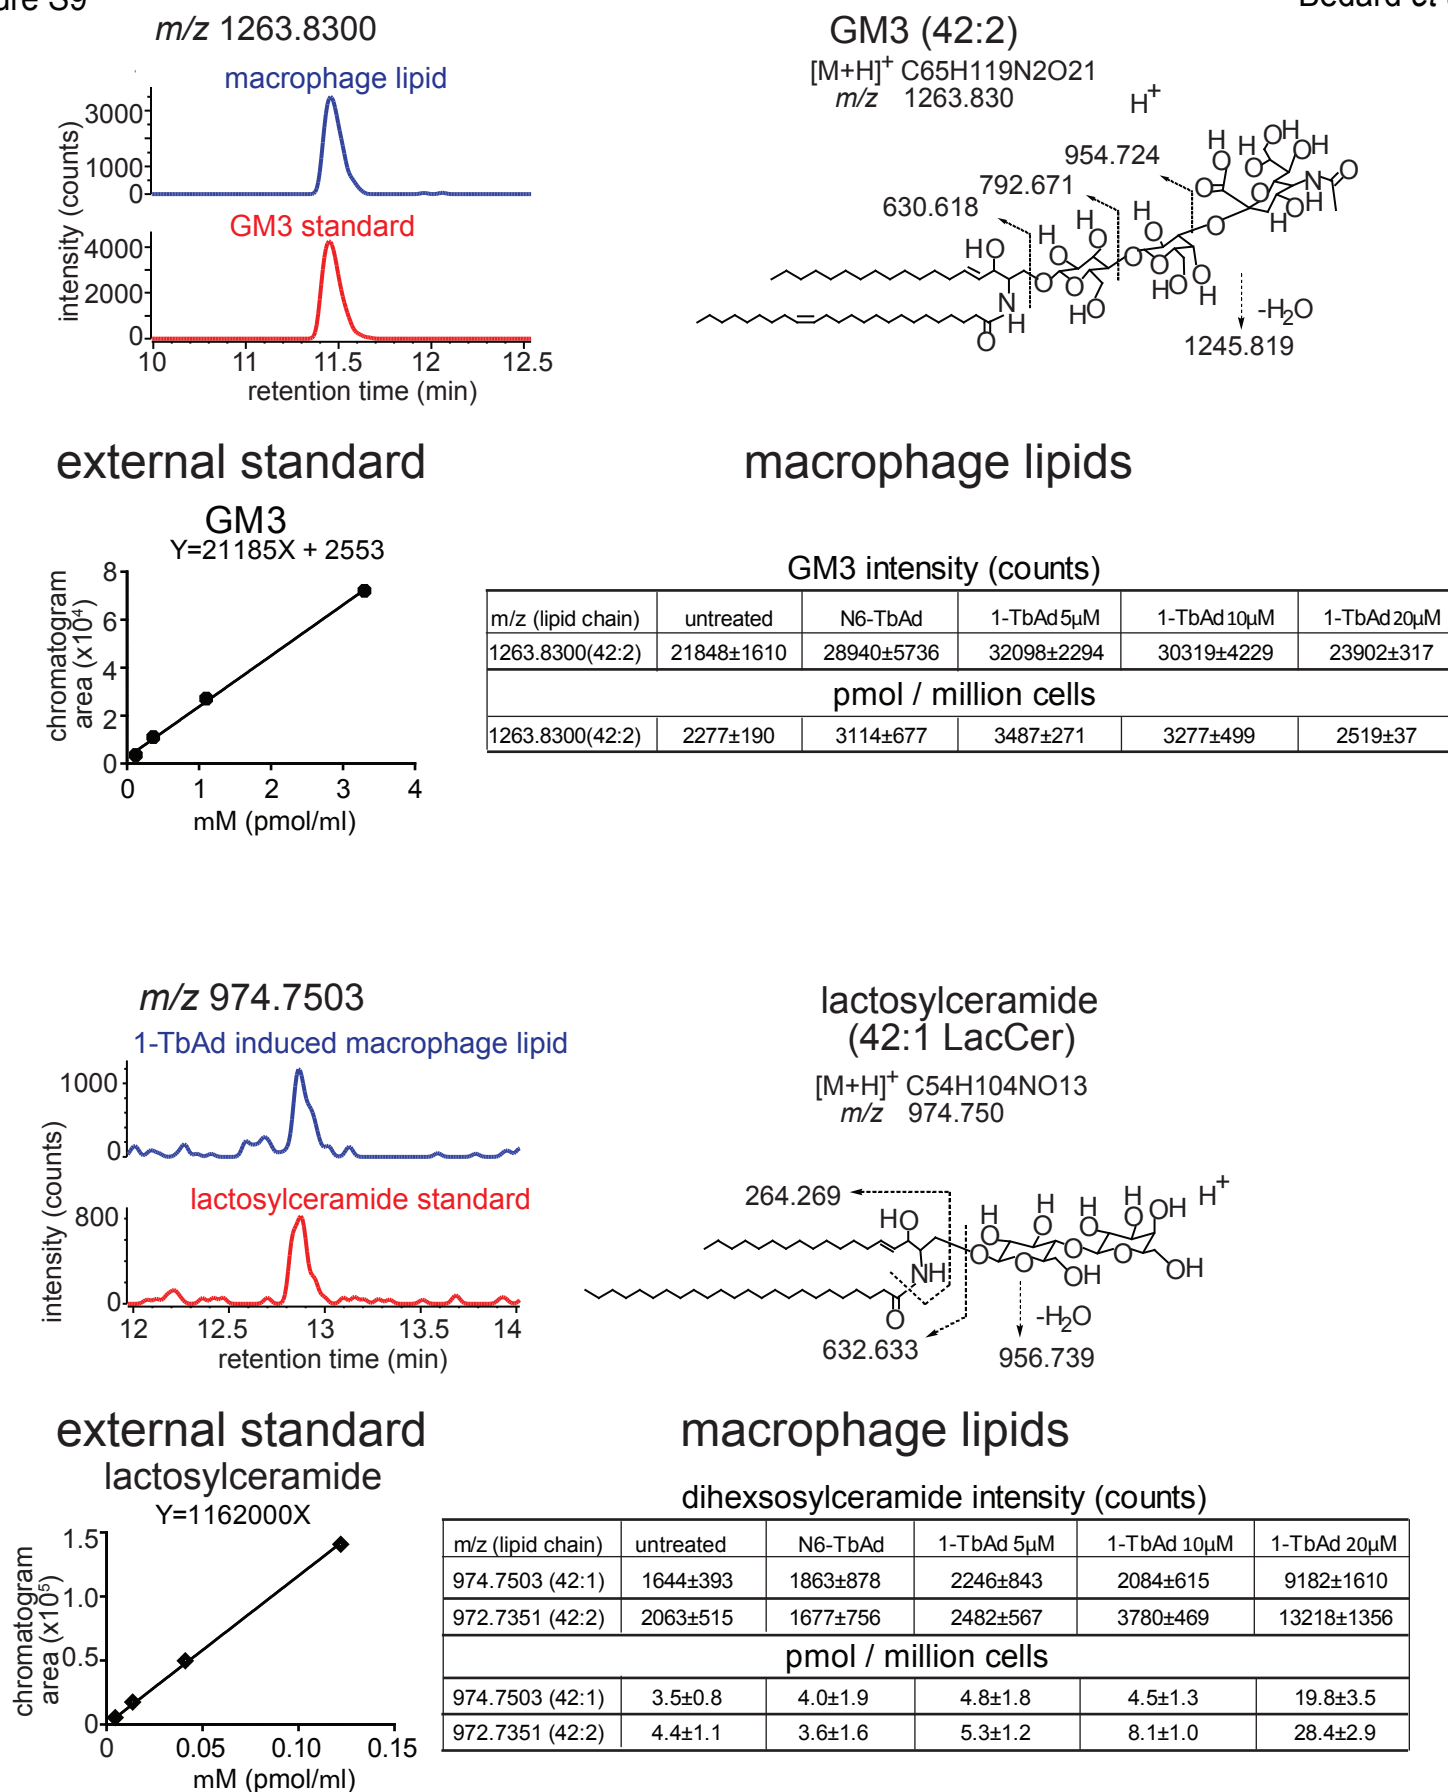 ure S9
m/z 1263.8300
macrophage lipid
intensity (counts)
3000
1000
0
GM3 standard
4000
2000
0
10 11 11.5 12 12.5
retention time (min)
GM3 (42:2)
[M+H]+ C65H119N2O21
m/z 1263.830
H+
954.724
792.671
630.618
-H2O
1245.819
external standard
macrophage lipids
GM3
Y=21185X + 2553
chromatogram area (x10⁴)
8
6
4
2
0
0 1 2 3 4
mM (pmol/ml)
GM3 intensity (counts)
m/z (lipid chain) untreated N6-TbAd 1-TbAd 5µM 1-TbAd 10µM 1-TbAd 20µM
1263.8300(42:2) 21848±1610 28940±5736 32098±2294 30319±4229 23902±317
pmol / million cells
1263.8300(42:2) 2277±190 3114±677 3487±271 3277±499 2519±37
m/z 974.7503
1-TbAd induced macrophage lipid
intensity (counts)
1000
0
lactosylceramide standard
800
0
12 12.5 13 13.5 14
retention time (min)
lactosylceramide
(42:1 LacCer)
[M+H]+ C54H104NO13
m/z 974.750
264.269
H+
632.633
-H2O
956.739
external standard
macrophage lipids
lactosylceramide
Y=1162000X
chromatogram area (x10⁵)
1.5
1.0
0.5
0
0 0.05 0.10 0.15
mM (pmol/ml)
dihexsosylceramide intensity (counts)
m/z (lipid chain) untreated N6-TbAd 1-TbAd 5µM 1-TbAd 10µM 1-TbAd 20µM
974.7503 (42:1) 1644±393 1863±878 2246±843 2084±615 9182±1610
972.7351 (42:2) 2063±515 1677±756 2482±567 3780±469 13218±1356
pmol / million cells
974.7503 (42:1) 3.5±0.8 4.0±1.9 4.8±1.8 4.5±1.3 19.8±3.5
972.7351 (42:2) 4.4±1.1 3.6±1.6 5.3±1.2 8.1±1.0 28.4±2.9